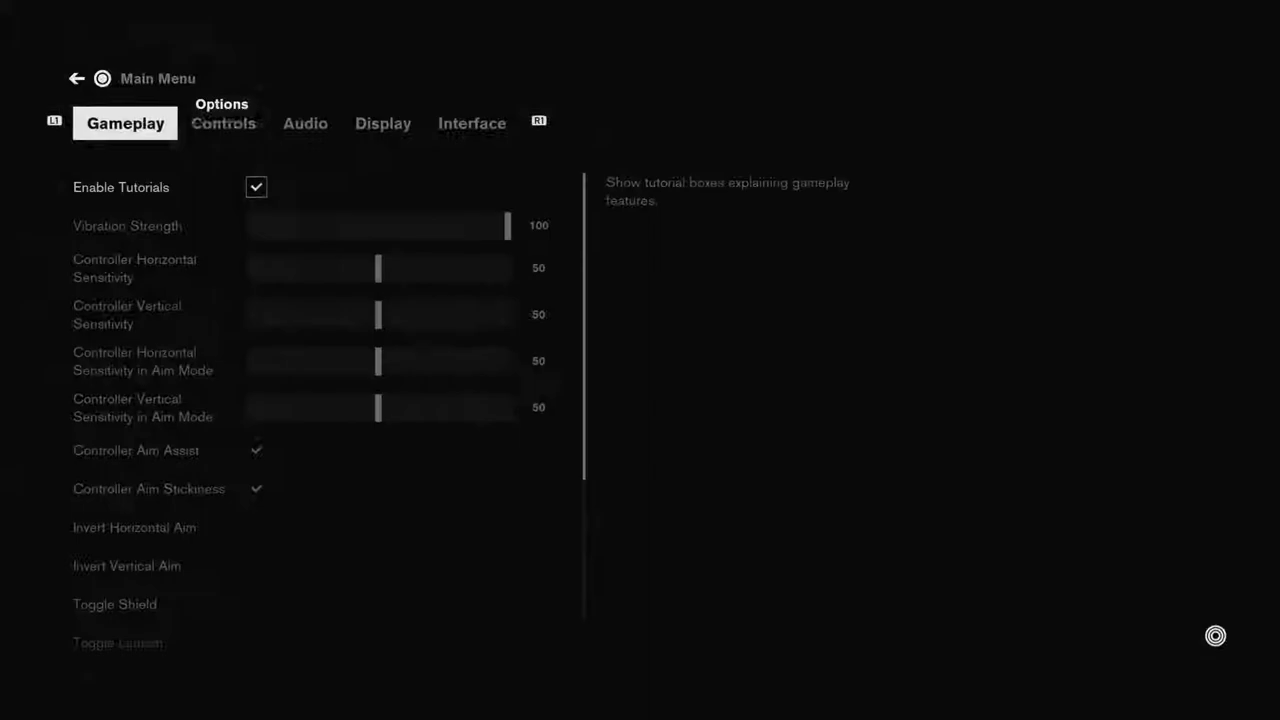 Main Menu
Options
L1 Gameplay Controls Audio Display Interface R1
Enable Tutorials
Show tutorial boxes explaining gameplay
features.
Vibration Strength 100
Controller Horizontal
Sensitivity 50
Controller Vertical
Sensitivity 50
Controller Horizontal
Sensitivity in Aim Mode 50
Controller Vertical
Sensitivity in Aim Mode 50
Controller Aim Assist
Controller Aim Stickiness
Invert Horizontal Aim
Invert Vertical Aim
Toggle Shield
Toggle